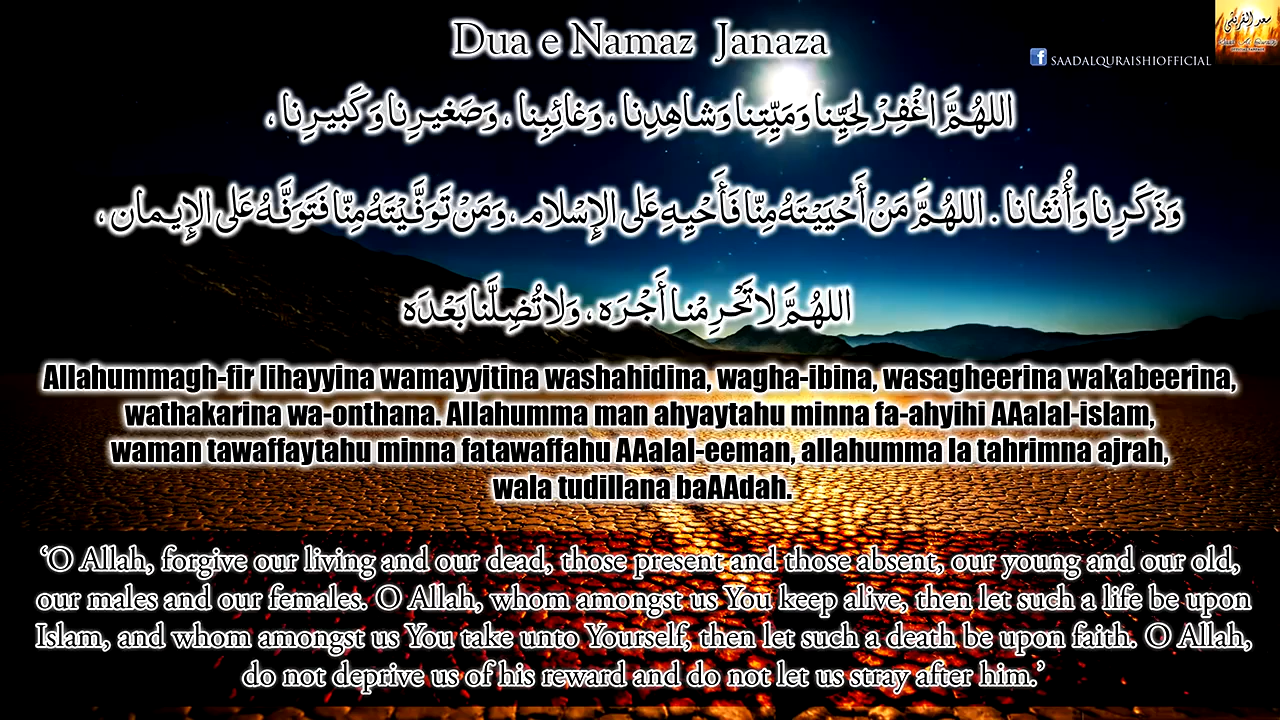 Dua e Namaz Janaza
SAADALQURAISHIOFFICIAL
سعد القریشی
اللهُمَّ اغْفِرْ لِحَيِّنا وَمَيِّتِنا وَشاهِدِنا ، وَغائِبِنا ، وَصَغيرِنا وَكَبيرِنا ،
وَذَكَرِنا وَأُنْثانا . اللهُمَّ مَنْ أَحْيَيْتَهُ مِنّا فَأَحْيِهِ عَلى الإِسْلام ، وَمَنْ تَوَفَّيْتَهُ مِنّا فَتَوَفَّهُ عَلى الإِيمان ،
اللهُمَّ لا تَحْرِمْنا أَجْرَه ، وَلا تُضِلَّنا بَعْدَه
Allahummagh-fir lihayyina wamayyitina washahidina, wagha-ibina, wasagheerina wakabeerina,
wathakarina wa-onthana. Allahumma man ahyaytahu minna fa-ahyihi AAalal-islam,
waman tawaffaytahu minna fatawaffahu AAalal-eeman, allahumma la tahrimna ajrah,
wala tudillana baAAdah.
‘O Allah, forgive our living and our dead, those present and those absent, our young and our old,
our males and our females. O Allah, whom amongst us You keep alive, then let such a life be upon
Islam, and whom amongst us You take unto Yourself, then let such a death be upon faith. O Allah,
do not deprive us of his reward and do not let us stray after him.’